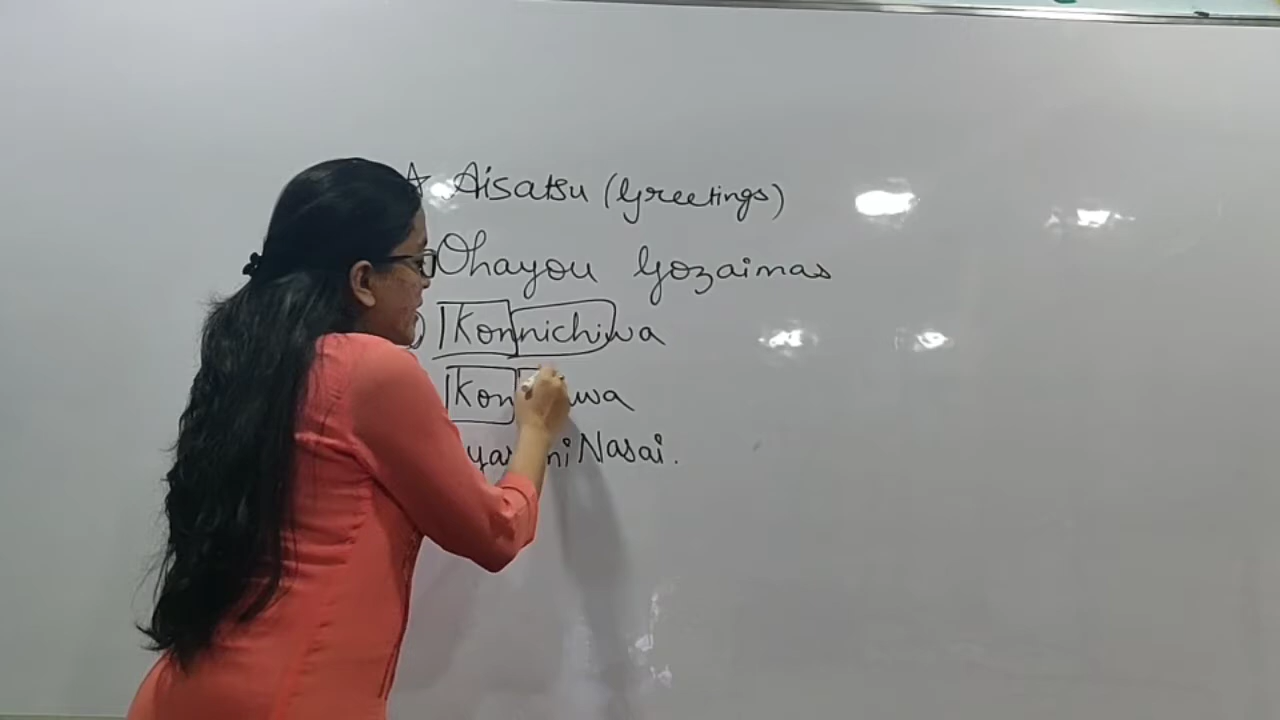 ☆ Aisatsu (Greetings)
Ohayou Gozaimas
Konnichiwa
Kon wa
Nasai.